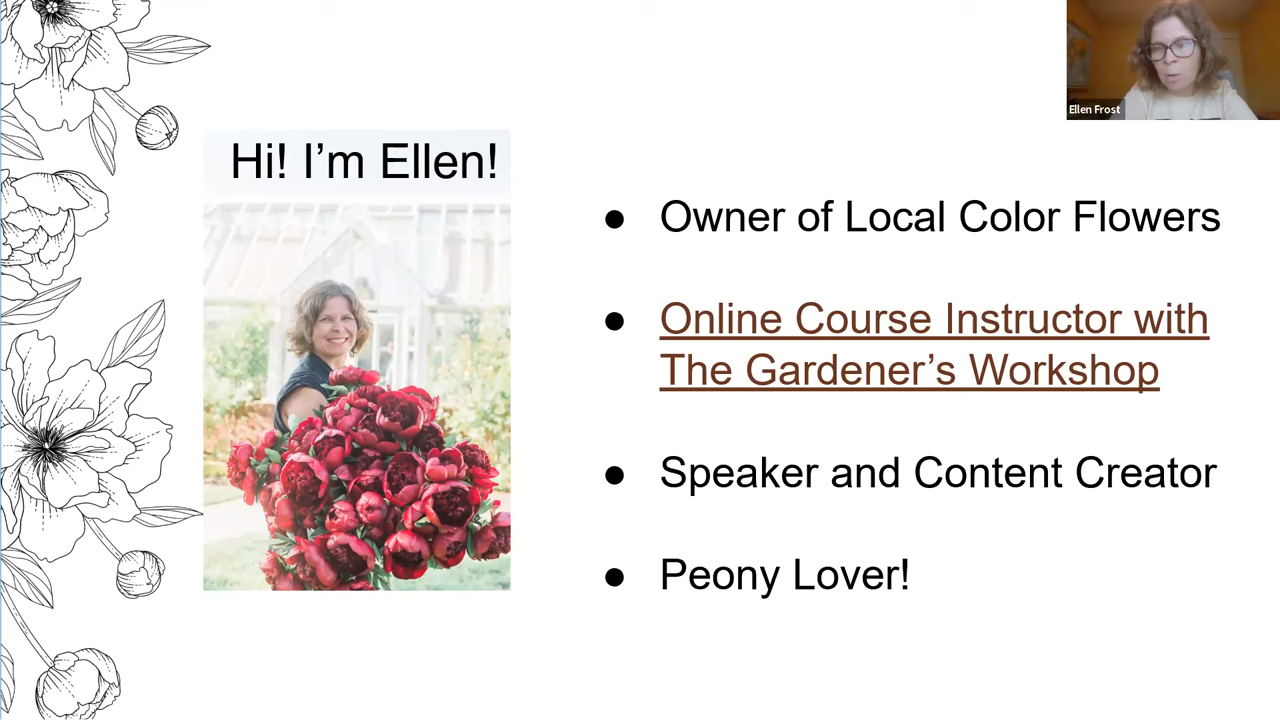 Ellen Frost
Hi! I’m Ellen!
● Owner of Local Color Flowers
● Online Course Instructor with
The Gardener’s Workshop
● Speaker and Content Creator
● Peony Lover!